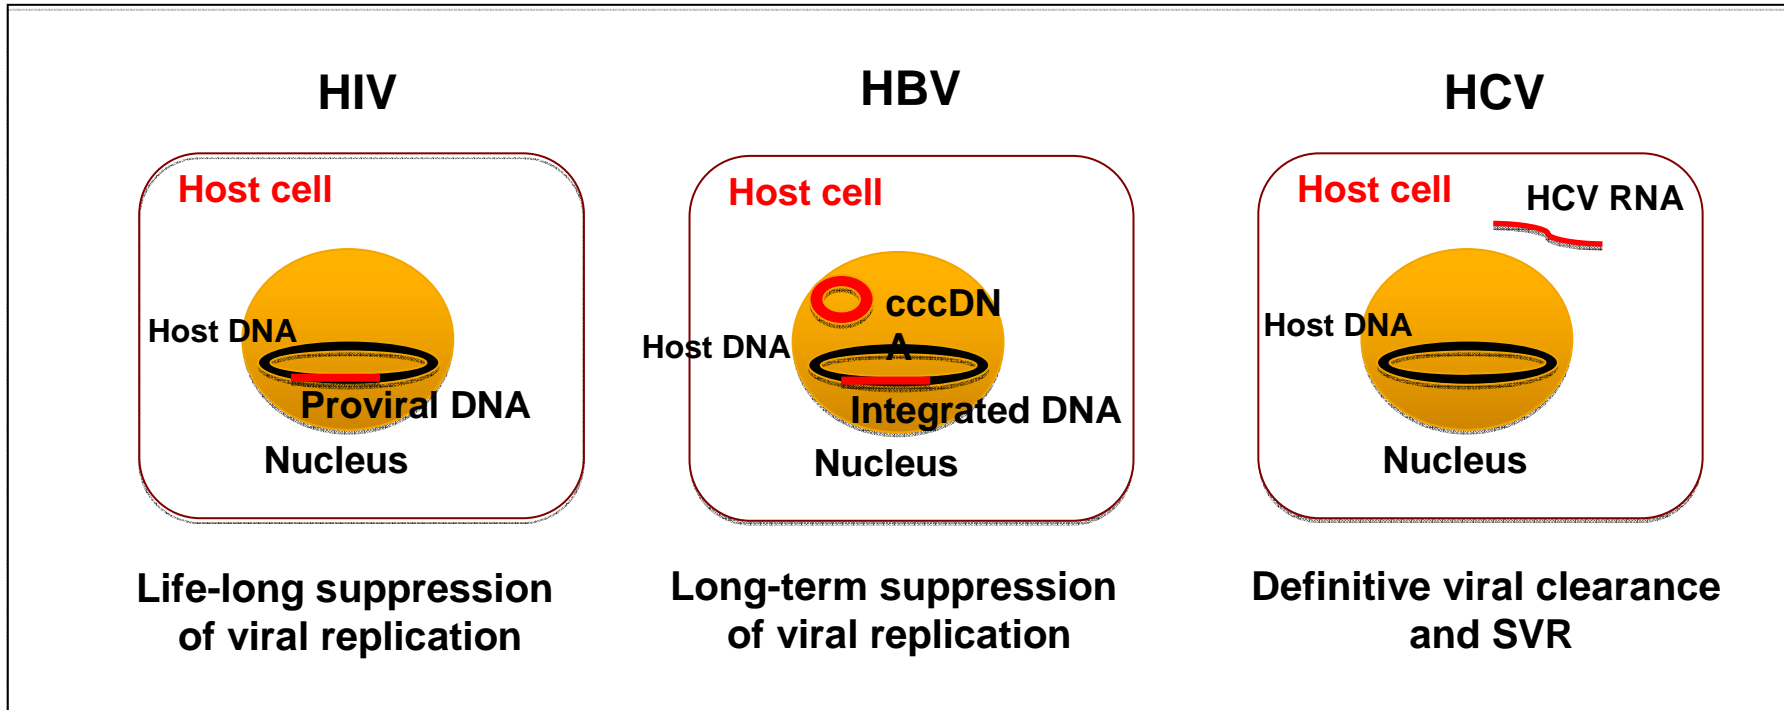 HIV
Host cell
Host DNA
Proviral DNA
Nucleus
Life-long suppression
of viral replication
HBV
Host cell
cccDN
A
Host DNA
Integrated DNA
Nucleus
Long-term suppression
of viral replication
HCV
Host cell
HCV RNA
Host DNA
Nucleus
Definitive viral clearance
and SVR